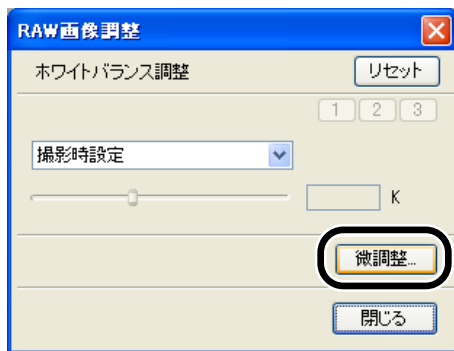 RAW画像調整
ホワイトバランス調整 リセット
1 2 3
撮影時設定
K
微調整...
閉じる